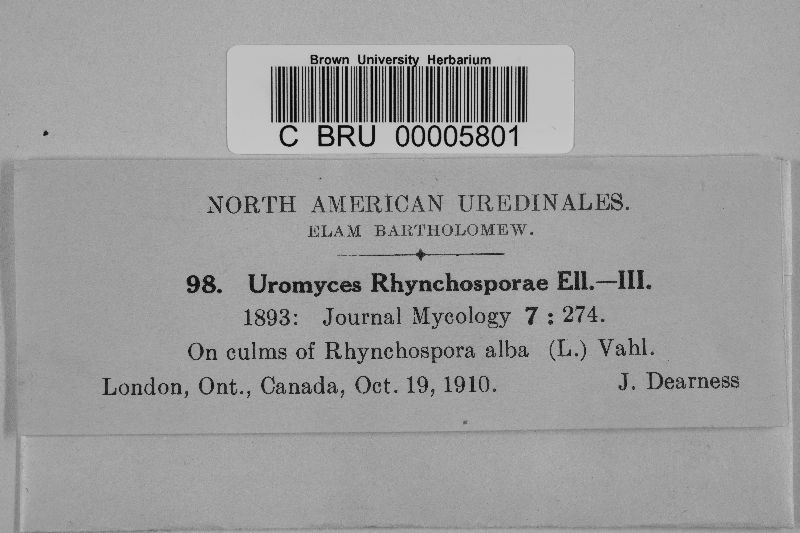 Brown University Herbarium
C BRU 00005801
NORTH AMERICAN UREDINALES.
ELAM BARTHOLOMEW.
98. Uromyces Rhynchosporae Ell.—III.
1893: Journal Mycology 7 : 274.
On culms of Rhynchospora alba (L.) Vahl.
London, Ont., Canada, Oct. 19, 1910. J. Dearness